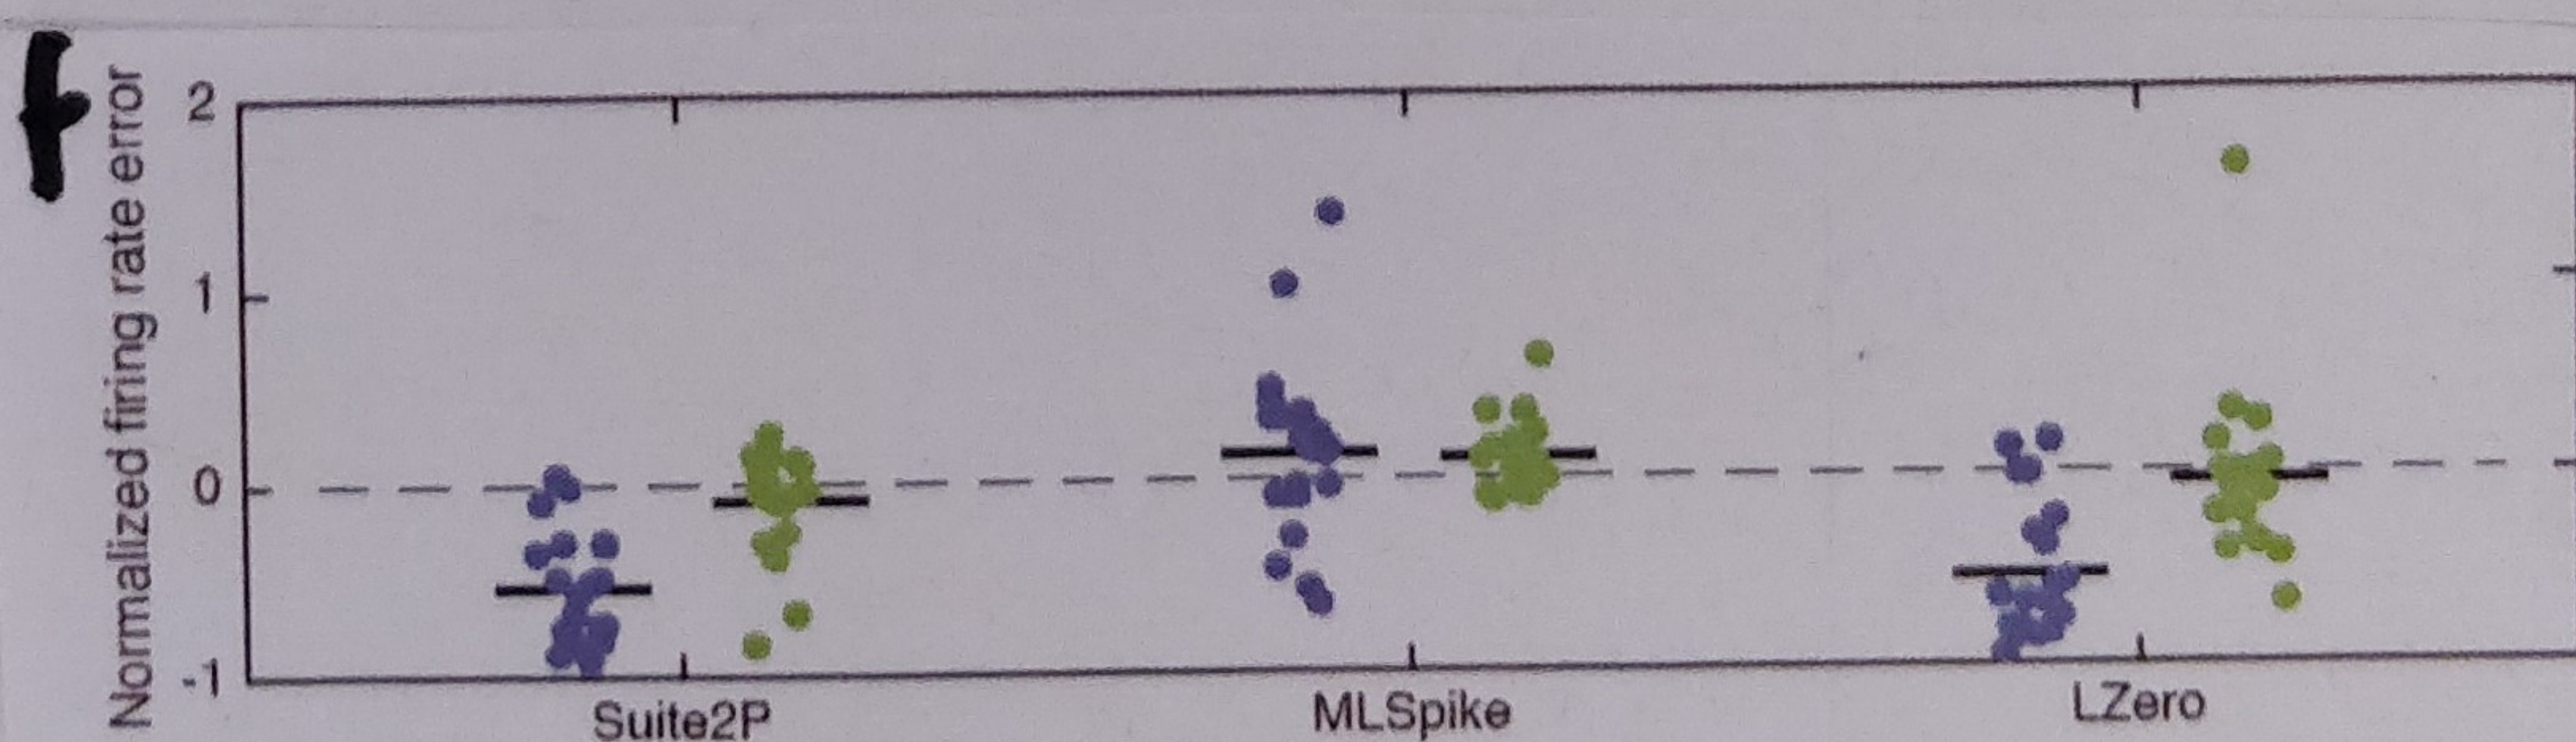 f
Normalized firing rate error
2
1
0
-1
Suite2P
MLSpike
LZero